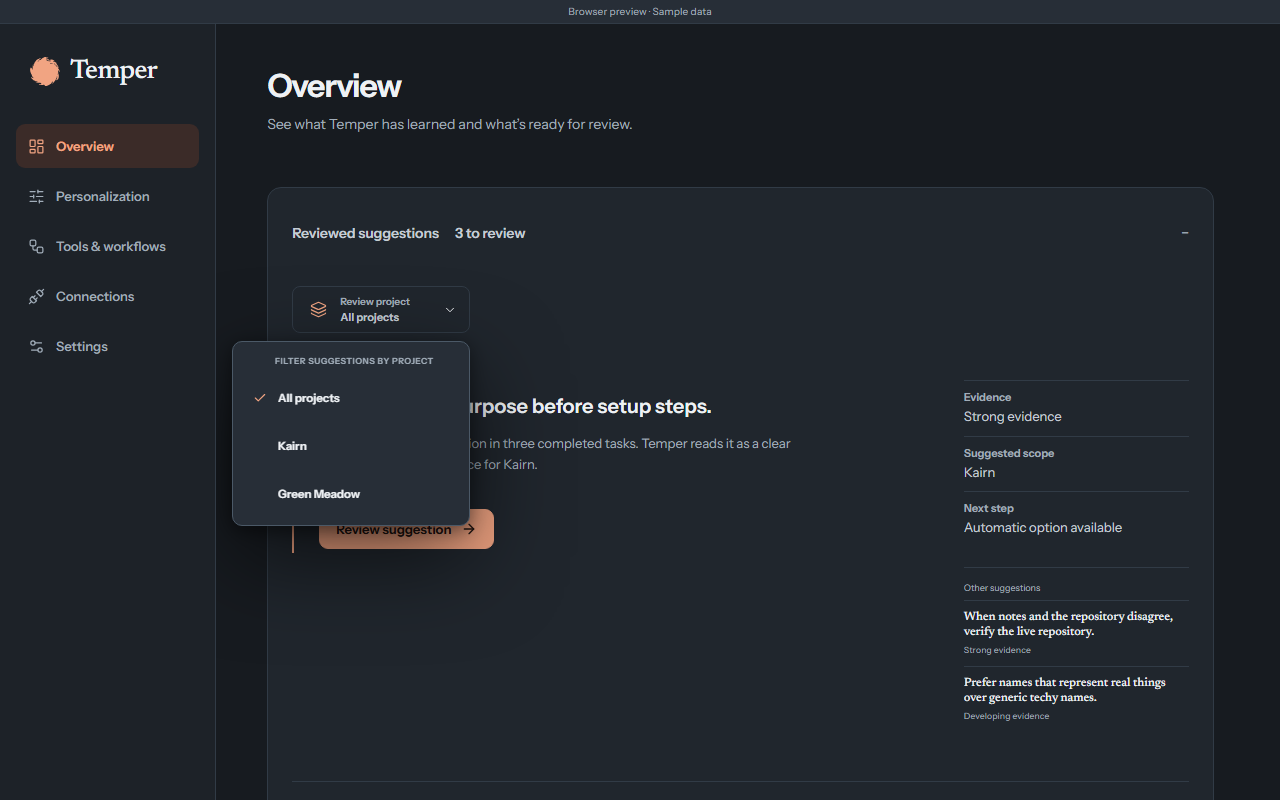 Browser preview · Sample data
Temper
Overview
Personalization
Tools & workflows
Connections
Settings
Overview
See what Temper has learned and what's ready for review.
Reviewed suggestions 3 to review
Review project
All projects
FILTER SUGGESTIONS BY PROJECT
All projects
Kairn
Green Meadow
before setup steps.
in three completed tasks. Temper reads it as a clear
for Kairn.
Review suggestion
Evidence
Strong evidence
Suggested scope
Kairn
Next step
Automatic option available
Other suggestions
When notes and the repository disagree,
verify the live repository.
Strong evidence
Prefer names that represent real things
over generic techy names.
Developing evidence